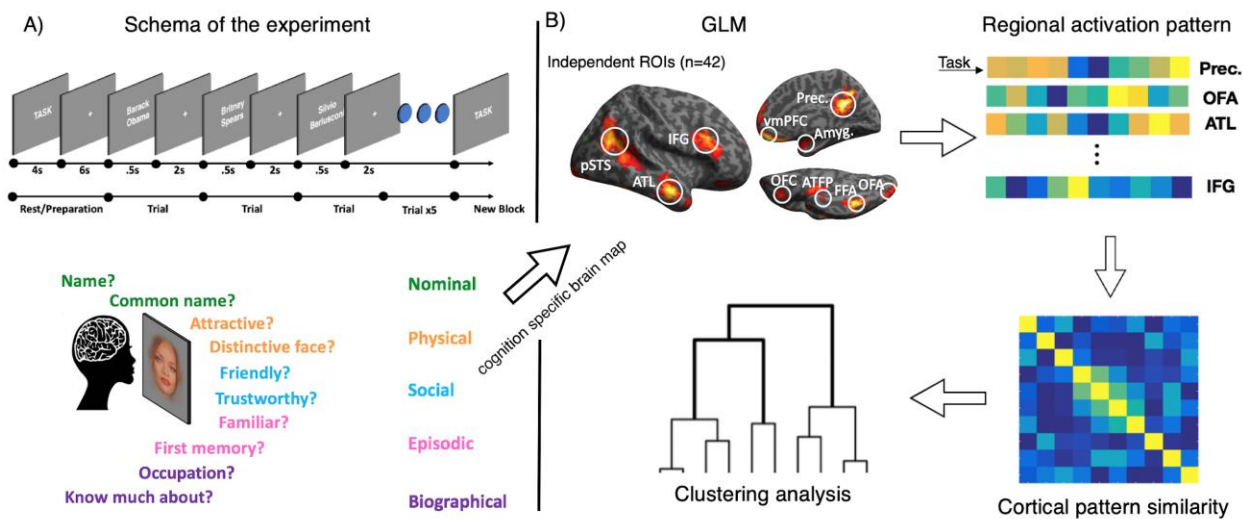 A)
Schema of the experiment
TASK
+
Barack
Obama
+
Britney
Spears
+
Silvio
Berlusconi
+
TASK
4s 6s .5s 2s .5s 2s .5s 2s
Rest/Preparation Trial Trial Trial Trial x5 New Block
Name?
Common name?
Attractive?
Distinctive face?
Friendly?
Trustworthy?
Familiar?
First memory?
Occupation?
Know much about?
Nominal
Physical
Social
Episodic
Biographical
cognition specific brain map
B)
GLM
Independent ROIs (n=42)
pSTS
IFG
ATL
Prec.
vmPFC
Amyg.
OFC
ATFP
FFA
OFA
Regional activation pattern
Task
Prec.
OFA
ATL
IFG
Clustering analysis
Cortical pattern similarity